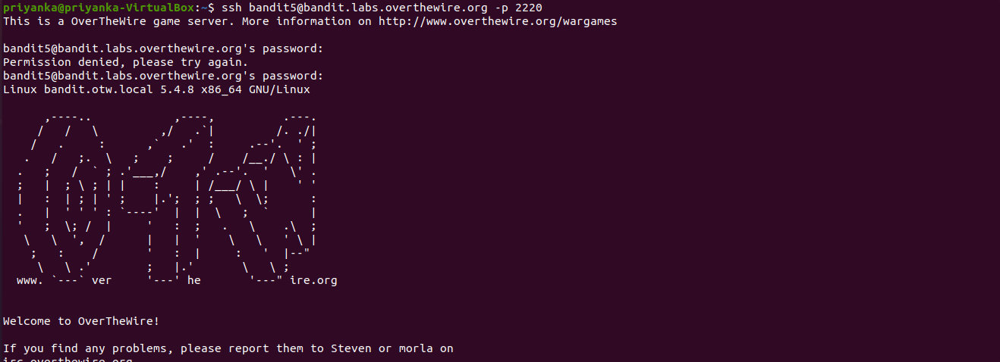 priyanka@priyanka-VirtualBox:~$ ssh bandit5@bandit.labs.overthewire.org -p 2220
This is a OverTheWire game server. More information on http://www.overthewire.org/wargames
bandit5@bandit.labs.overthewire.org's password:
Permission denied, please try again.
bandit5@bandit.labs.overthewire.org's password:
Linux bandit.otw.local 5.4.8 x86_64 GNU/Linux
      ,----..            ,----,          .---.
     /   /   \         ,/   .`|         /. ./|
    /   .     :      ,`   .'  :     .--'.  ' ;
   .   /   ;.  \   ;    ;     /    /__./ \ : |
  .   ;   /  ` ; .'___,/    ,' .--'.  '   \' .
  ;   |  ; \ ; | |    :     | /___/ \ |    ' '
  |   :  | ; | ' ;    |.';  ; ;   \  \;      :
  .   |  ' ' ' : `----'  |  |  \   ;  `      |
  '   ;  \; /  |     '   :  ;   .   \    .\  ;
   \   \  ',  /      |   |  '    \   \   ' \ |
    ;   :    /       '   :  |     :   '  |--"
     \   \ .'        ;   |.'       \   \ ;
  www. `---` ver     '---' he       '---" ire.org
Welcome to OverTheWire!
If you find any problems, please report them to Steven or morla on
irc.overthewire.org